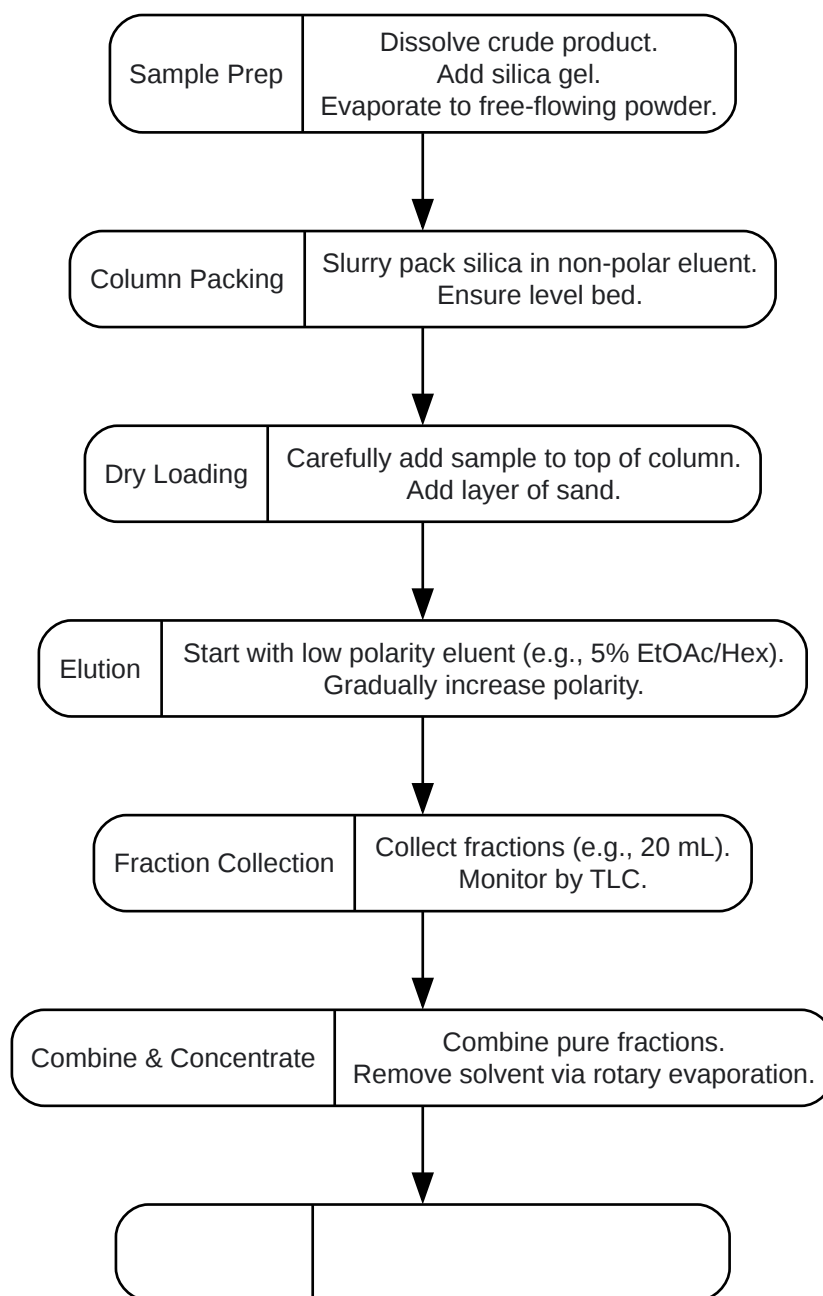 Sample Prep
Dissolve crude product.
Add silica gel.
Evaporate to free-flowing powder.
Column Packing
Slurry pack silica in non-polar eluent.
Ensure level bed.
Dry Loading
Carefully add sample to top of column.
Add layer of sand.
Elution
Start with low polarity eluent (e.g., 5% EtOAc/Hex).
Gradually increase polarity.
Fraction Collection
Collect fractions (e.g., 20 mL).
Monitor by TLC.
Combine & Concentrate
Combine pure fractions.
Remove solvent via rotary evaporation.